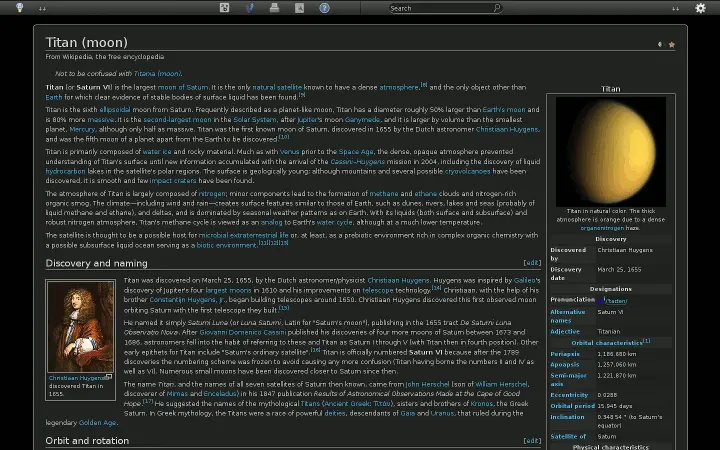 Search
Titan (moon)
From Wikipedia, the free encyclopedia
Not to be confused with Titania (moon).
Titan (or Saturn VI) is the largest moon of Saturn. It is the only natural satellite known to have a dense atmosphere,[8] and the only object other than
Earth for which clear evidence of stable bodies of surface liquid has been found.[9]
Titan is the sixth ellipsoidal moon from Saturn. Frequently described as a planet-like moon, Titan has a diameter roughly 50% larger than Earth's moon and
is 80% more massive. It is the second-largest moon in the Solar System, after Jupiter's moon Ganymede, and it is larger by volume than the smallest
planet, Mercury, although only half as massive. Titan was the first known moon of Saturn, discovered in 1655 by the Dutch astronomer Christiaan Huygens,
and was the fifth moon of a planet apart from the Earth to be discovered.[10]
Titan is primarily composed of water ice and rocky material. Much as with Venus prior to the Space Age, the dense, opaque atmosphere prevented
understanding of Titan's surface until new information accumulated with the arrival of the Cassini–Huygens mission in 2004, including the discovery of liquid
hydrocarbon lakes in the satellite's polar regions. The surface is geologically young; although mountains and several possible cryovolcanoes have been
discovered, it is smooth and few impact craters have been found.
The atmosphere of Titan is largely composed of nitrogen; minor components lead to the formation of methane and ethane clouds and nitrogen-rich
organic smog. The climate—including wind and rain—creates surface features similar to those of Earth, such as dunes, rivers, lakes and seas (probably of
liquid methane and ethane), and deltas, and is dominated by seasonal weather patterns as on Earth. With its liquids (both surface and subsurface) and
robust nitrogen atmosphere, Titan's methane cycle is viewed as an analog to Earth's water cycle, although at a much lower temperature.
The satellite is thought to be a possible host for microbial extraterrestrial life or, at least, as a prebiotic environment rich in complex organic chemistry with
a possible subsurface liquid ocean serving as a biotic environment.[11][12][13]
Discovery and naming
[edit]
Titan was discovered on March 25, 1655, by the Dutch astronomer/physicist Christiaan Huygens. Huygens was inspired by Galileo's
discovery of Jupiter's four largest moons in 1610 and his improvements on telescope technology.[14] Christiaan, with the help of his
brother Constantijn Huygens, Jr., began building telescopes around 1650. Christiaan Huygens discovered this first observed moon
orbiting Saturn with the first telescope they built.[15]
He named it simply Saturni Luna (or Luna Saturni, Latin for "Saturn's moon"), publishing in the 1655 tract De Saturni Luna
Observatio Nova. After Giovanni Domenico Cassini published his discoveries of four more moons of Saturn between 1673 and
1686, astronomers fell into the habit of referring to these and Titan as Saturn I through V (with Titan then in fourth position). Other
early epithets for Titan include "Saturn's ordinary satellite".[16] Titan is officially numbered Saturn VI because after the 1789
discoveries the numbering scheme was frozen to avoid causing any more confusion (Titan having borne the numbers II and IV as
well as VI). Numerous small moons have been discovered closer to Saturn since then.
Christiaan Huygens
discovered Titan in
1655.
The name Titan, and the names of all seven satellites of Saturn then known, came from John Herschel (son of William Herschel,
discoverer of Mimas and Enceladus) in his 1847 publication Results of Astronomical Observations Made at the Cape of Good
Hope.[17] He suggested the names of the mythological Titans (Ancient Greek: Τῑτάν), sisters and brothers of Kronos, the Greek
Saturn. In Greek mythology, the Titans were a race of powerful deities, descendants of Gaia and Uranus, that ruled during the
legendary Golden Age.
Orbit and rotation
[edit]
Titan
Titan in natural color. The thick
atmosphere is orange due to a dense
organonitrogen haze.
Discovery
Discovered by Christiaan Huygens
Discovery date March 25, 1655
Designations
Pronunciation
Alternative names Saturn VI
Adjective Titanian
Orbital characteristics[1]
Periapsis 1,186,680 km
Apoapsis 1,257,060 km
Semi-major axis 1,221,870 km
Eccentricity 0.0288
Orbital period 15.945 days
Inclination 0.348 54 ° (to Saturn's equator)
Satellite of Saturn
Physical characteristics